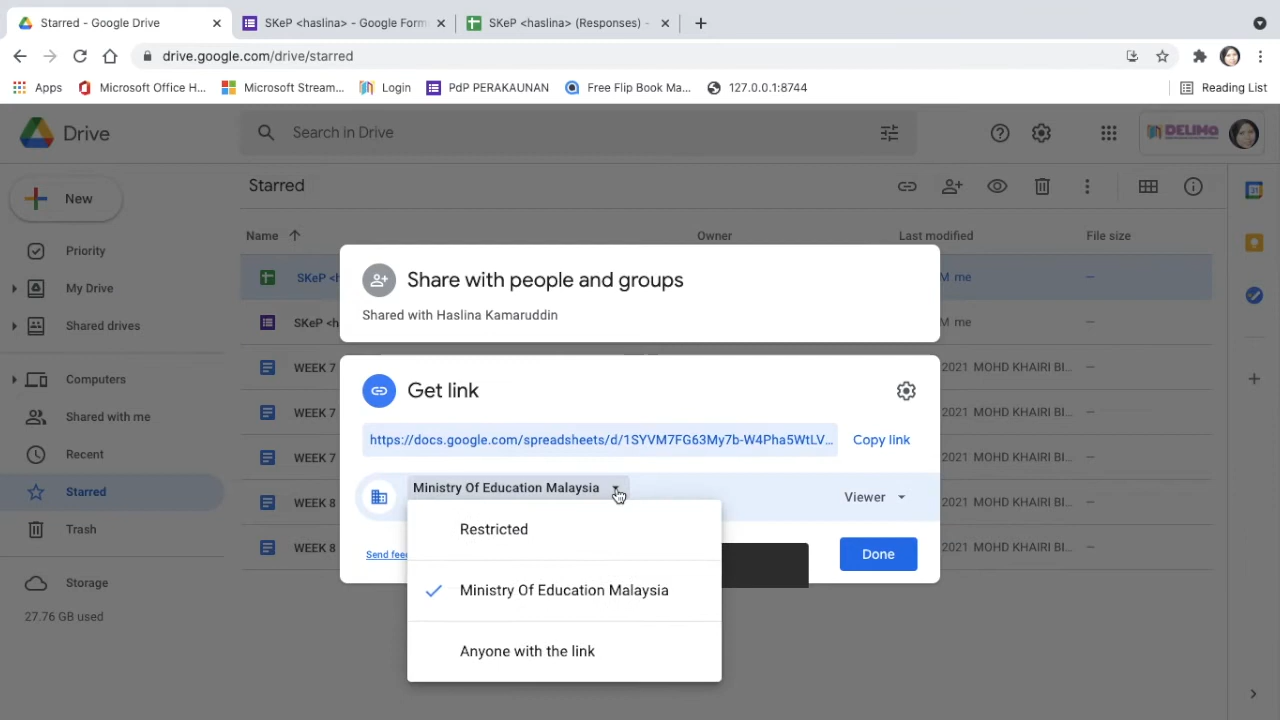 Starred - Google Drive
SKeP <haslina> - Google Form
SKeP <haslina> (Responses) -
drive.google.com/drive/starred
Apps
Microsoft Office H...
Microsoft Stream...
Login
PdP PERAKAUNAN
Free Flip Book Ma...
127.0.0.1:8744
Reading List
Drive
Search in Drive
DELIMa
New
Starred
Name
Owner
Last modified
File size
Priority
My Drive
Shared drives
Computers
Shared with me
Recent
Starred
Trash
Storage
27.76 GB used
SKeP <h
M me
—
SKeP <h
M me
—
WEEK 7
2021 MOHD KHAIRI BI...
—
WEEK 7
2021 MOHD KHAIRI BI...
—
WEEK 7
2021 MOHD KHAIRI BI...
—
WEEK 8
2021 MOHD KHAIRI BI...
—
WEEK 8
2021 MOHD KHAIRI BI...
—
Share with people and groups
Shared with Haslina Kamaruddin
Get link
https://docs.google.com/spreadsheets/d/1SYVM7FG63My7b-W4Pha5WtLV...
Copy link
Ministry Of Education Malaysia
Viewer
Restricted
Ministry Of Education Malaysia
Anyone with the link
Send fee
Done